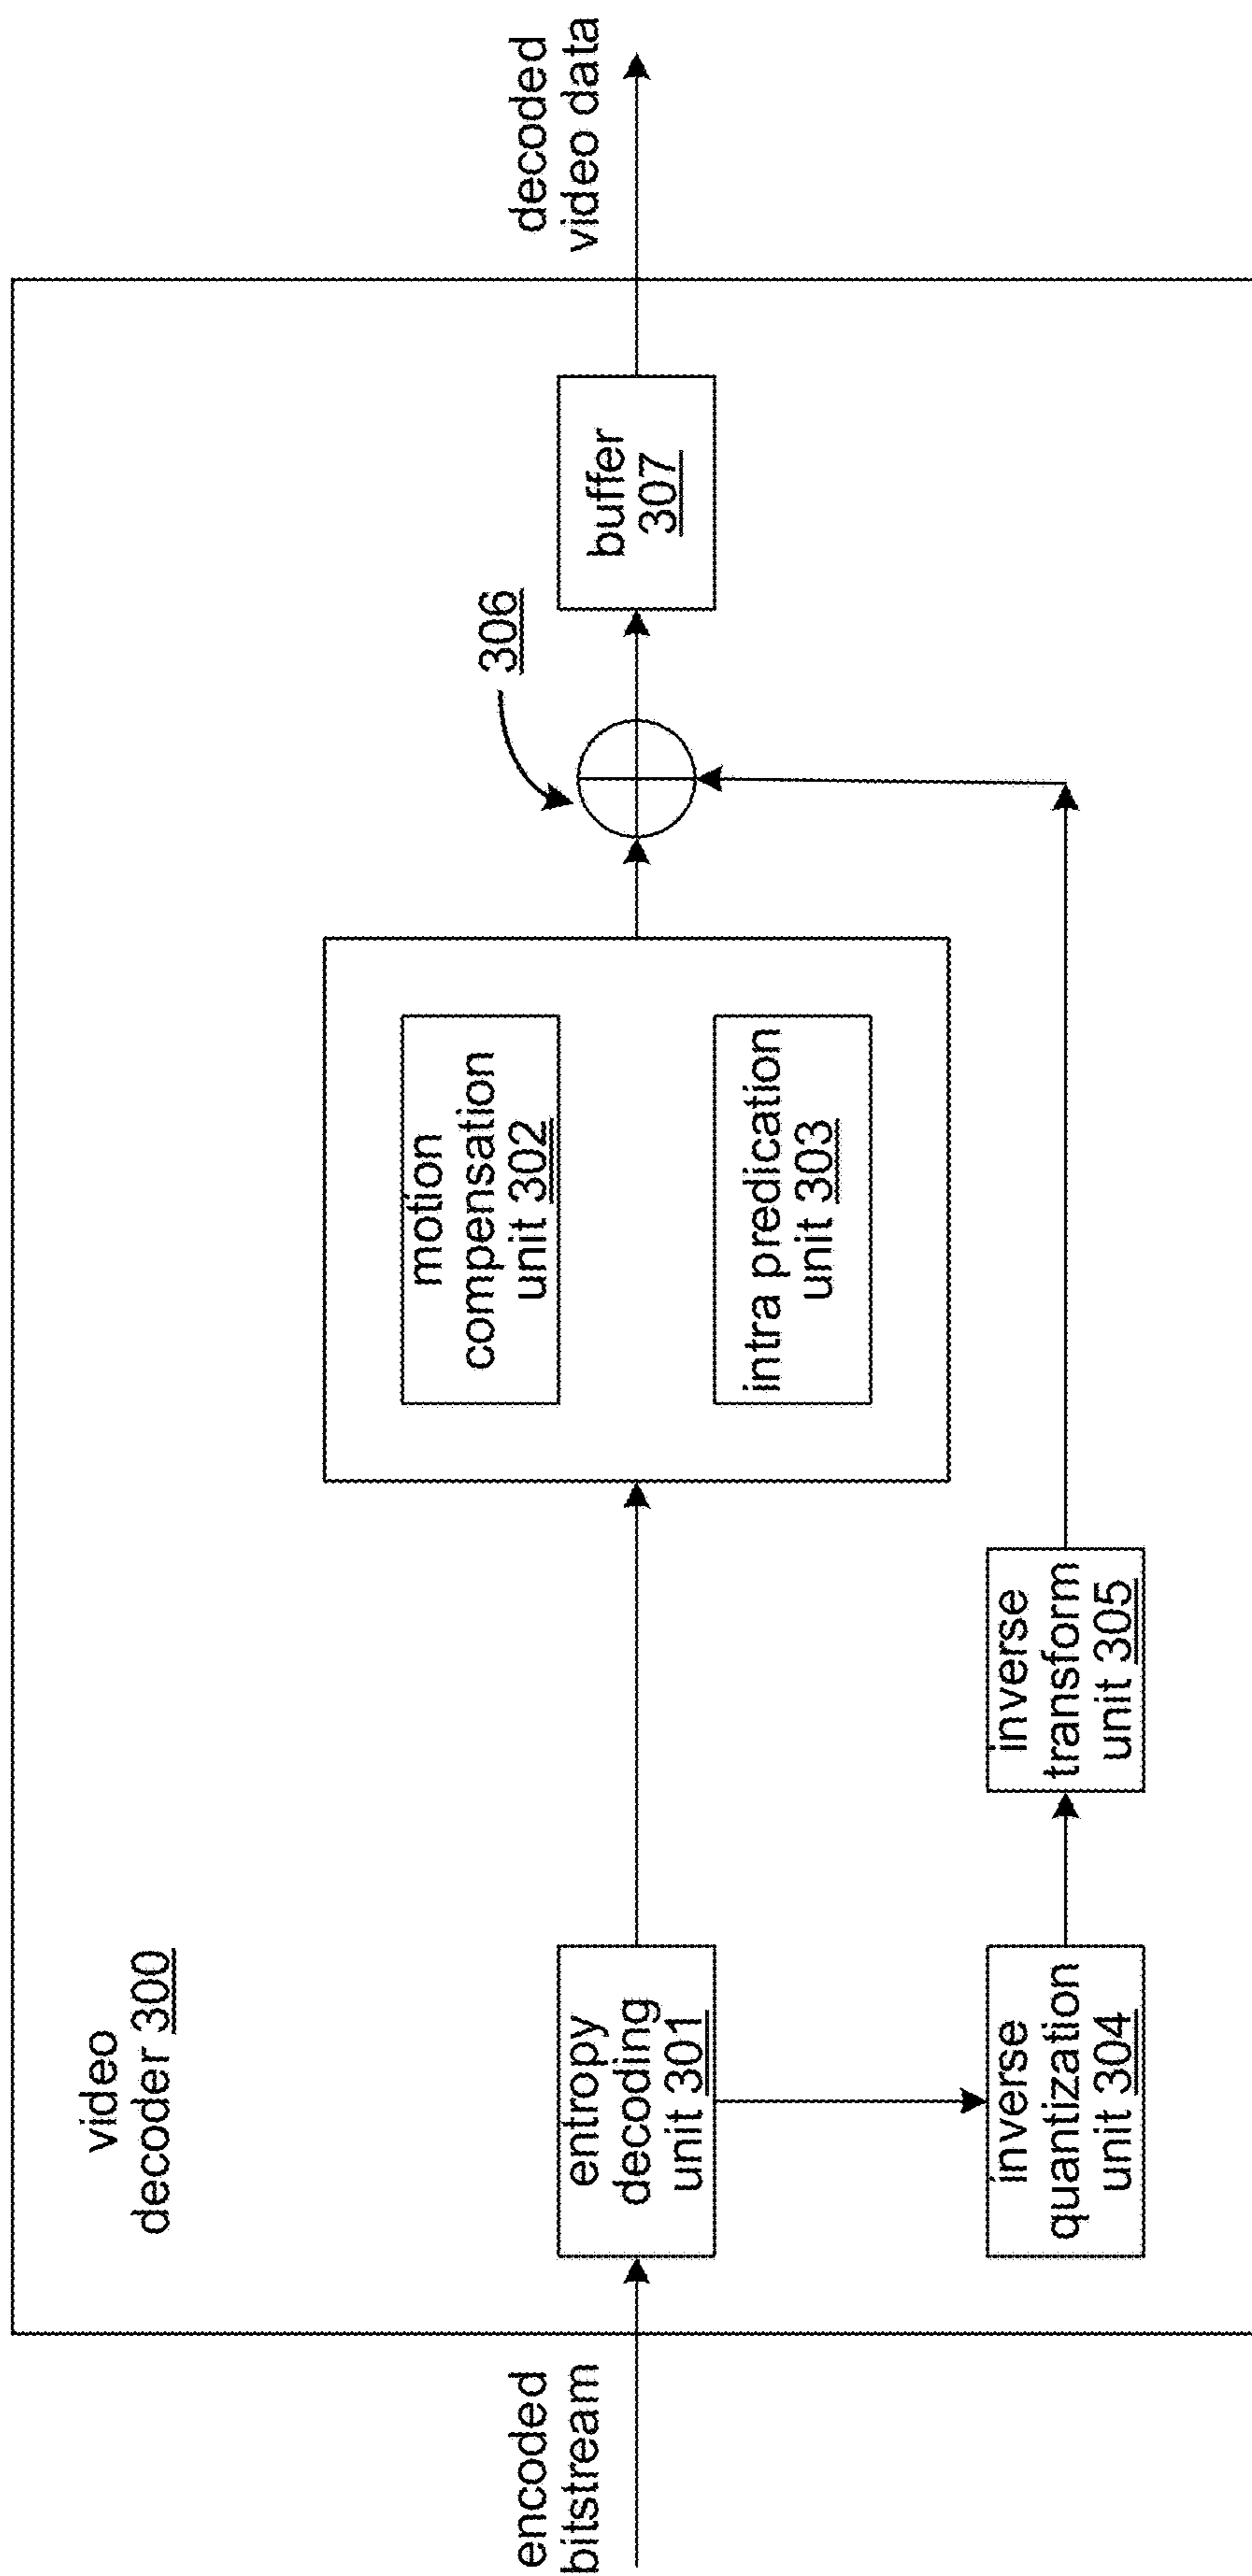 video
decoder 300
encoded
bitstream
entropy
decoding
unit 301
inverse
quantization
unit 304
inverse
transform
unit 305
motion
compensation
unit 302
intra predication
unit 303
306
buffer
307
decoded
video data